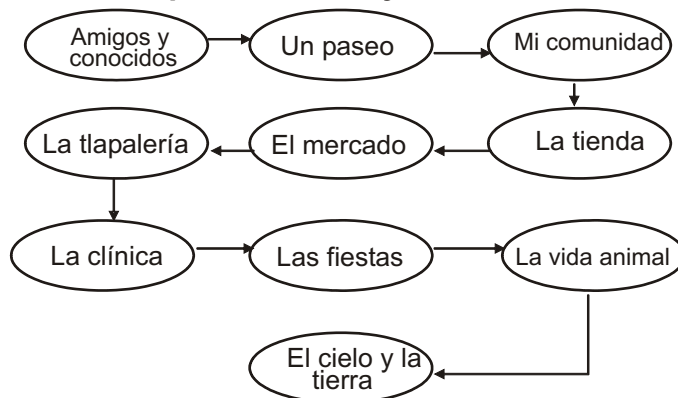 Amigos y
conocidos
Un paseo
Mi comunidad
La tienda
El mercado
La tlapalería
La clínica
Las fiestas
La vida animal
El cielo y la
tierra